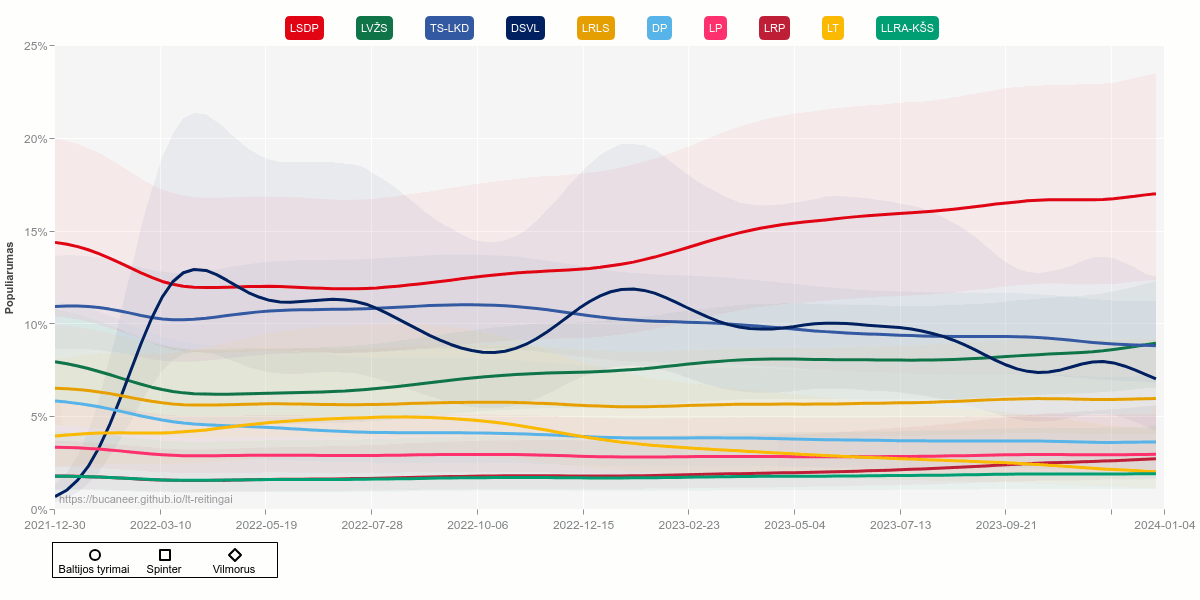 LSDP LVŽS TS-LKD DSVL LRLS DP LP LRP LT LLRA-KŠS
25%
20%
15%
10%
5%
0%
Populiarumas
https://bucaneer.github.io/lt-reitingai
2021-12-30 2022-03-10 2022-05-19 2022-07-28 2022-10-06 2022-12-15 2023-02-23 2023-05-04 2023-07-13 2023-09-21 2024-01-04
Baltijos tyrimai Spinter Vilmorus